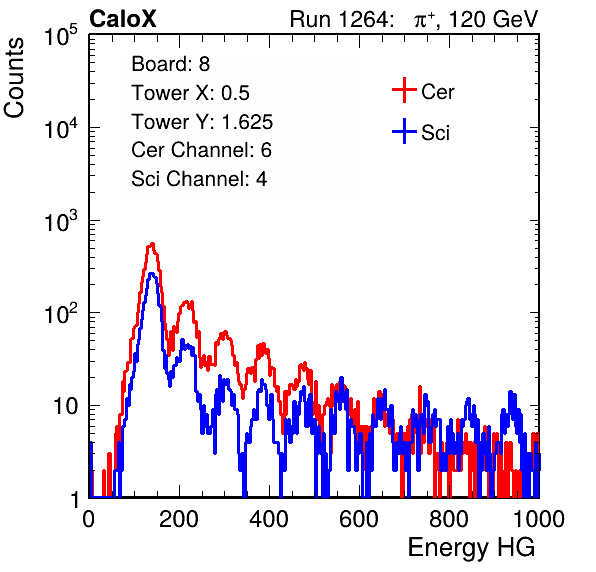 CaloX Run 1264: π⁺, 120 GeV
Counts
Board: 8
Tower X: 0.5
Tower Y: 1.625
Cer Channel: 6
Sci Channel: 4
Cer
Sci
10⁵
10⁴
10³
10²
10
1
0 200 400 600 800 1000
Energy HG